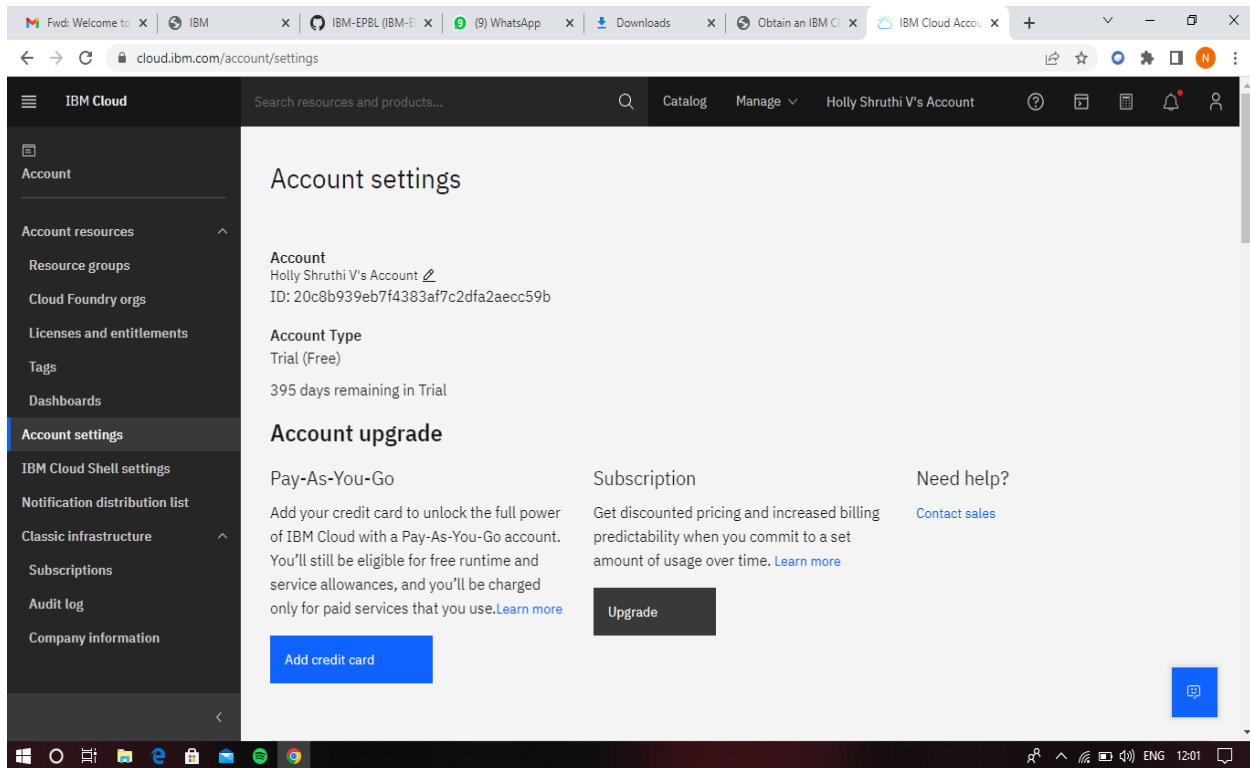 Fwd: Welcome to
IBM
IBM-EPBL (IBM-E
(9) WhatsApp
Downloads
Obtain an IBM C
IBM Cloud Accou
cloud.ibm.com/account/settings
N
IBM Cloud
Search resources and products...
Catalog
Manage
Holly Shruthi V's Account
Account
Account resources
Resource groups
Cloud Foundry orgs
Licenses and entitlements
Tags
Dashboards
Account settings
IBM Cloud Shell settings
Notification distribution list
Classic infrastructure
Subscriptions
Audit log
Company information
Account settings
Account
Holly Shruthi V's Account
ID: 20c8b939eb7f4383af7c2dfa2aecc59b
Account Type
Trial (Free)
395 days remaining in Trial
Account upgrade
Pay-As-You-Go
Add your credit card to unlock the full power
of IBM Cloud with a Pay-As-You-Go account.
You’ll still be eligible for free runtime and
service allowances, and you’ll be charged
only for paid services that you use.Learn more
Add credit card
Subscription
Get discounted pricing and increased billing
predictability when you commit to a set
amount of usage over time. Learn more
Upgrade
Need help?
Contact sales
ENG
12:01